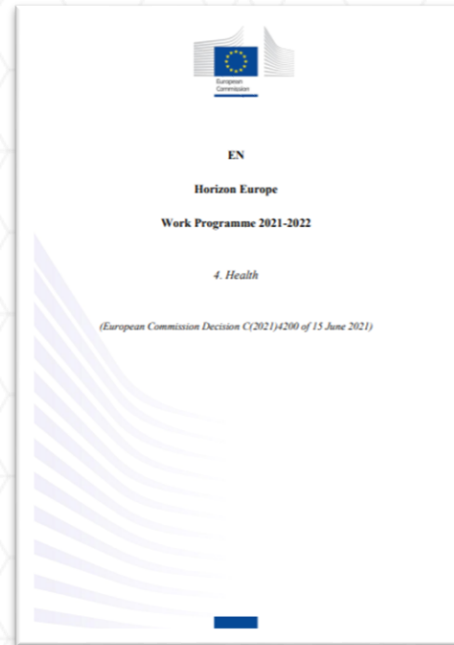 European
Commission
EN
Horizon Europe
Work Programme 2021-2022
4. Health
(European Commission Decision C(2021)4200 of 15 June 2021)